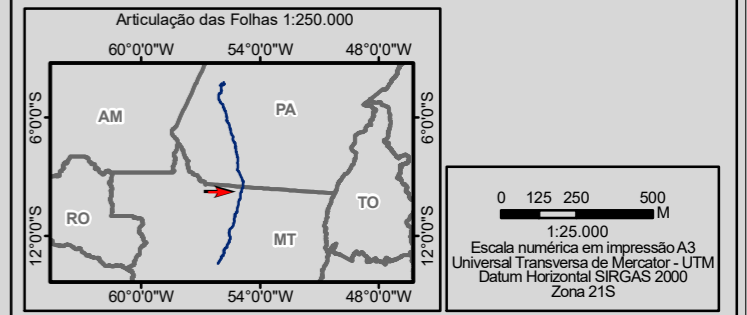 Articulação das Folhas 1:250.000
60°0'0"W 54°0'0"W 48°0'0"W
6°0'0"S AM PA 6°0'0"S
RO TO
12°0'0"S MT 12°0'0"S
60°0'0"W 54°0'0"W 48°0'0"W
0 125 250 500
M
1:25.000
Escala numérica em impressão A3
Universal Transversa de Mercator - UTM
Datum Horizontal SIRGAS 2000
Zona 21S